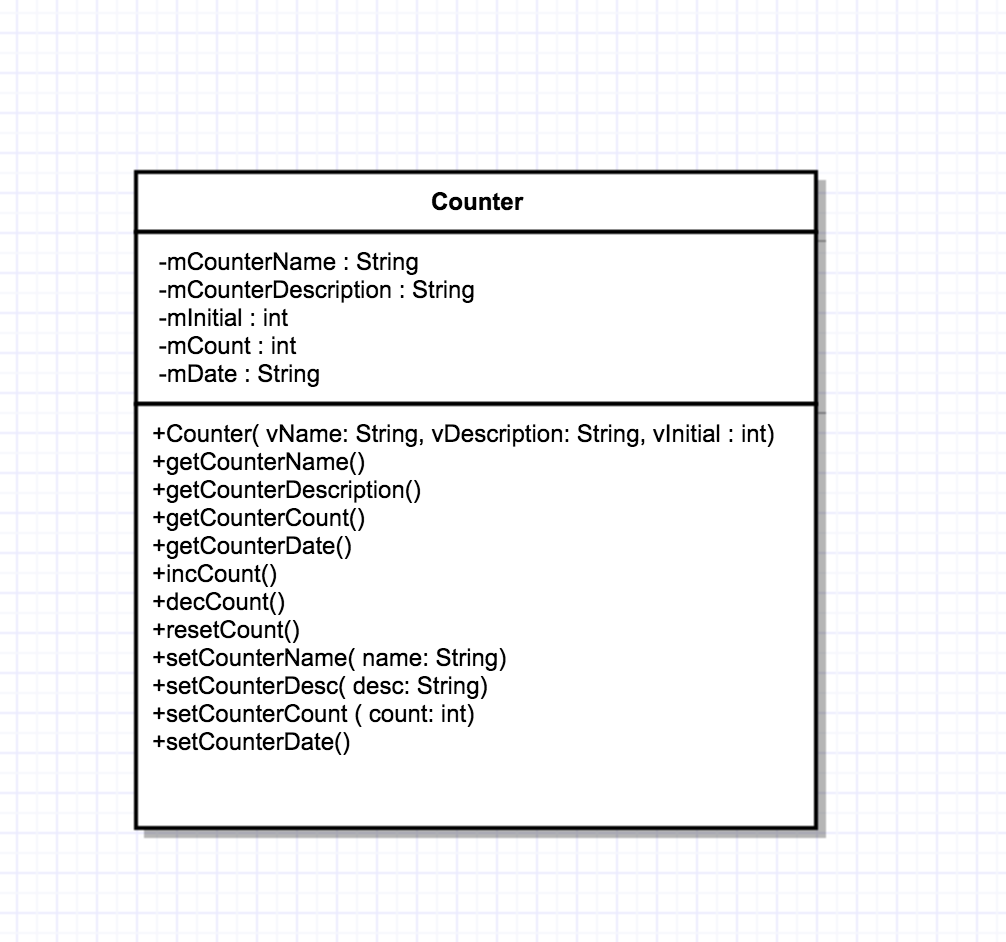 Counter
-mCounterName : String
-mCounterDescription : String
-mInitial : int
-mCount : int
-mDate : String
+Counter( vName: String, vDescription: String, vInitial : int)
+getCounterName()
+getCounterDescription()
+getCounterCount()
+getCounterDate()
+incCount()
+decCount()
+resetCount()
+setCounterName( name: String)
+setCounterDesc( desc: String)
+setCounterCount ( count: int)
+setCounterDate()